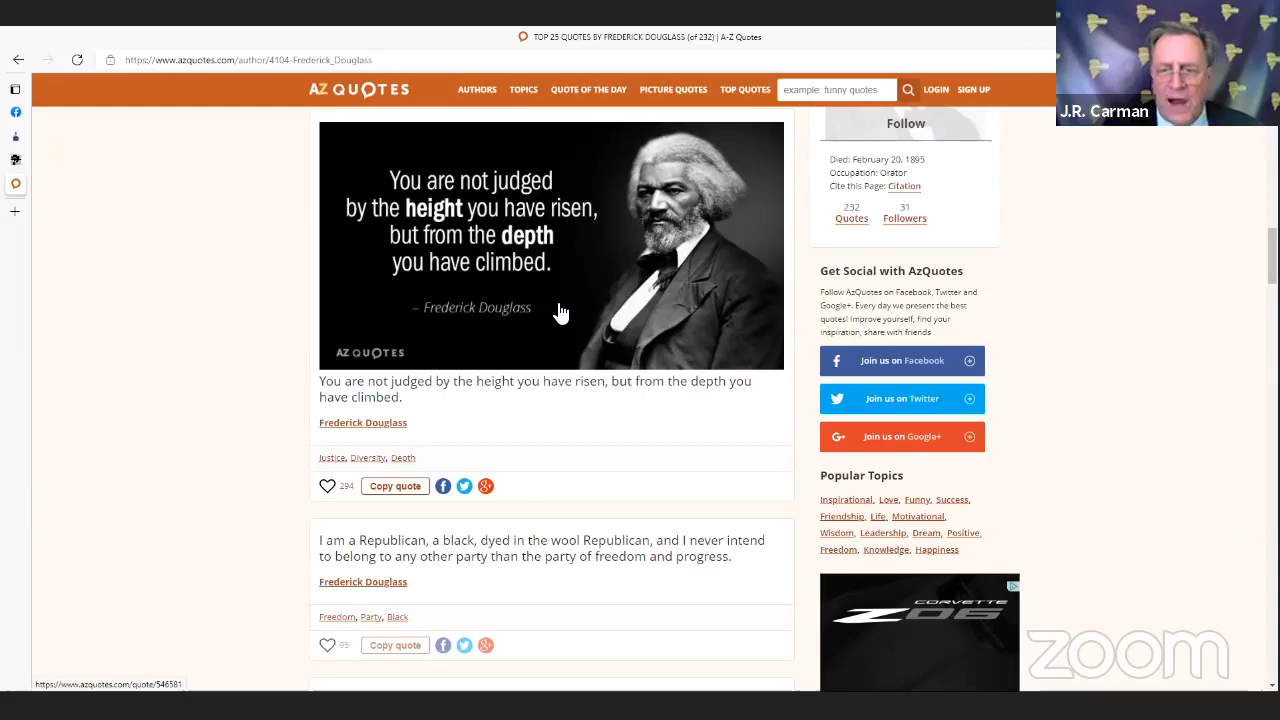 TOP 25 QUOTES BY FREDERICK DOUGLASS (of 232) | A-Z Quotes
https://www.azquotes.com/author/4104-Frederick_Douglass
J.R. Carman
AZ QUOTES
AUTHORS
TOPICS
QUOTE OF THE DAY
PICTURE QUOTES
TOP QUOTES
example: funny quotes
LOGIN
SIGN UP
You are not judged
by the height you have risen,
but from the depth
you have climbed.
– Frederick Douglass
AZ QUOTES
You are not judged by the height you have risen, but from the depth you
have climbed.
Frederick Douglass
Justice, Diversity, Depth
294
Copy quote
I am a Republican, a black, dyed in the wool Republican, and I never intend
to belong to any other party than the party of freedom and progress.
Frederick Douglass
Freedom, Party, Black
95
Copy quote
Follow
Died: February 20, 1895
Occupation: Orator
Cite this Page: Citation
232
Quotes
31
Followers
Get Social with AzQuotes
Follow AzQuotes on Facebook, Twitter and
Google+. Every day we present the best
quotes! Improve yourself, find your
inspiration, share with friends
Join us on Facebook
Join us on Twitter
Join us on Google+
Popular Topics
Inspirational, Love, Funny, Success,
Friendship, Life, Motivational,
Wisdom, Leadership, Dream, Positive,
Freedom, Knowledge, Happiness
CORVETTE
Z06
zoom
https://www.azquotes.com/quote/546581